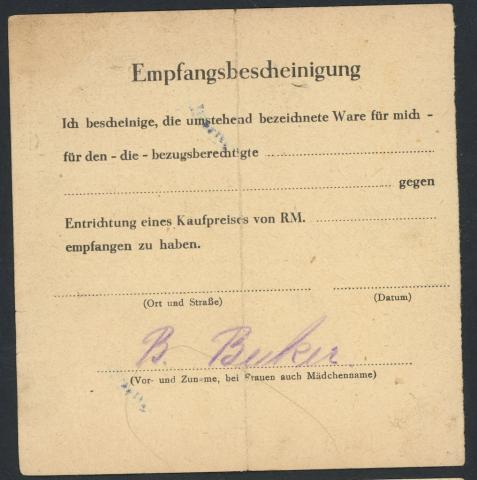 Empfangsbescheinigung
Ich bescheinige, die umstehend bezeichnete Ware für mich -
für den - die - bezugsberechtigte
gegen
Entrichtung eines Kaufpreises von RM.
empfangen zu haben.
(Ort und Straße) (Datum)
B. Beker
(Vor- und Zuname, bei Frauen auch Mädchenname)